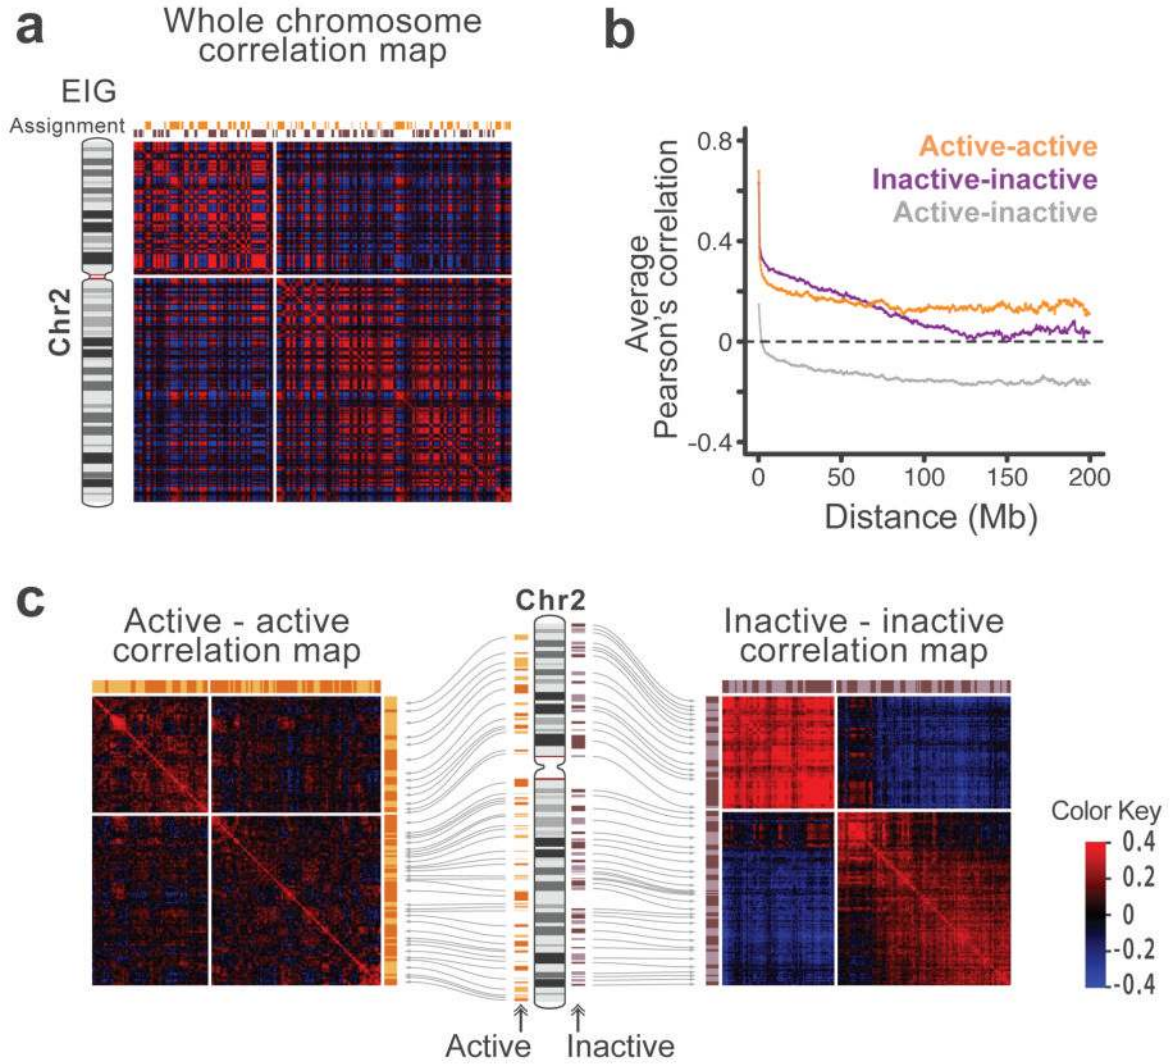 a
Whole chromosome
correlation map
EIG
Assignment
Chr2
b
Active-active
Inactive-inactive
Active-inactive
Average
Pearson's correlation
0.8
0.4
0
-0.4
0 50 100 150 200
Distance (Mb)
c
Active - active
correlation map
Chr2
Inactive - inactive
correlation map
Active
Inactive
Color Key
0.4
0.2
0
-0.2
-0.4